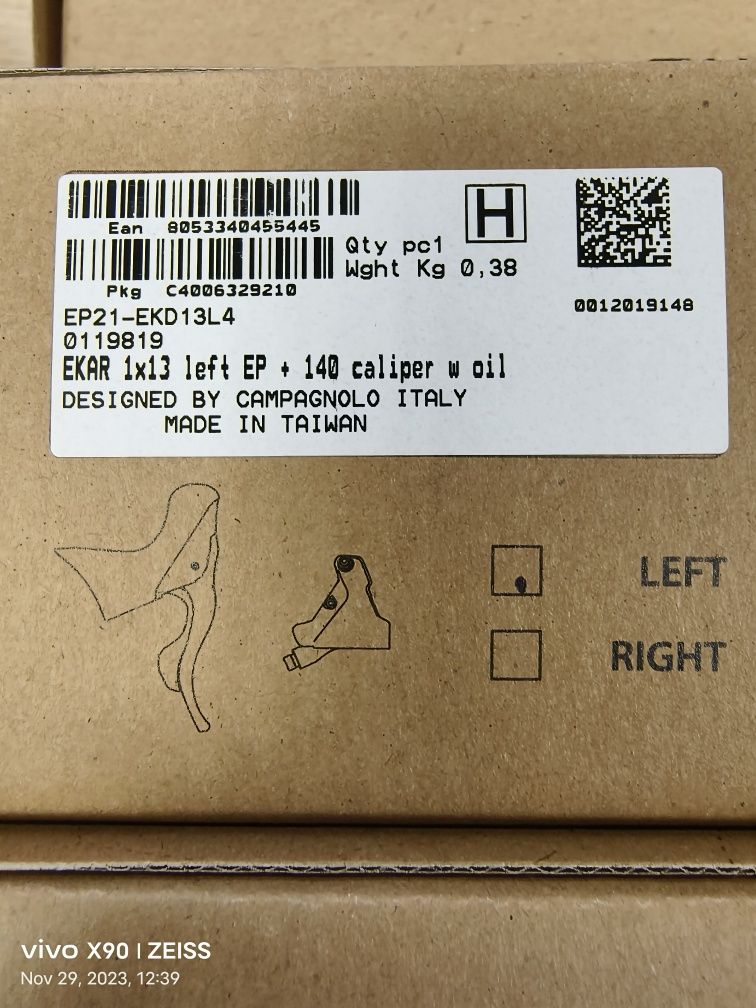 Ean 8053340455445
H
Qty pc1
Wght Kg 0,38
Pkg C4006329210
0012019148
EP21-EKD13L4
0119819
EKAR 1x13 left EP + 140 caliper w oil
DESIGNED BY CAMPAGNOLO ITALY
MADE IN TAIWAN
LEFT
RIGHT
vivo X90 | ZEISS
Nov 29, 2023, 12:39